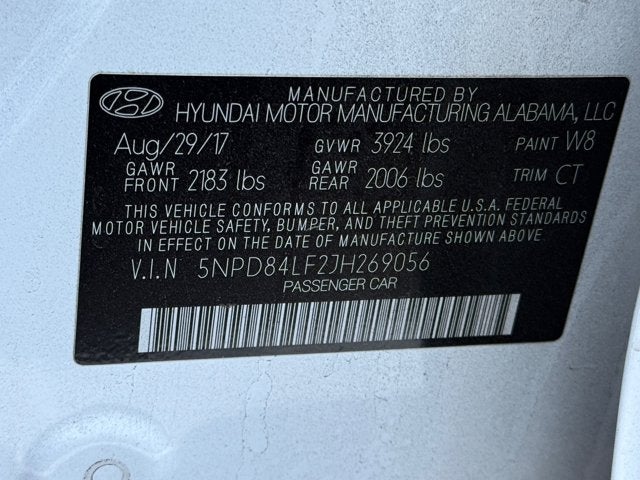 MANUFACTURED BY
HYUNDAI MOTOR MANUFACTURING ALABAMA, LLC
Aug/29/17 GVWR 3924 lbs PAINT W8
GAWR FRONT 2183 lbs GAWR REAR 2006 lbs TRIM CT
THIS VEHICLE CONFORMS TO ALL APPLICABLE U.S.A. FEDERAL
MOTOR VEHICLE SAFETY, BUMPER, AND THEFT PREVENTION STANDARDS
IN EFFECT ON THE DATE OF MANUFACTURE SHOWN ABOVE.
V.I.N 5NPD84LF2JH269056
PASSENGER CAR